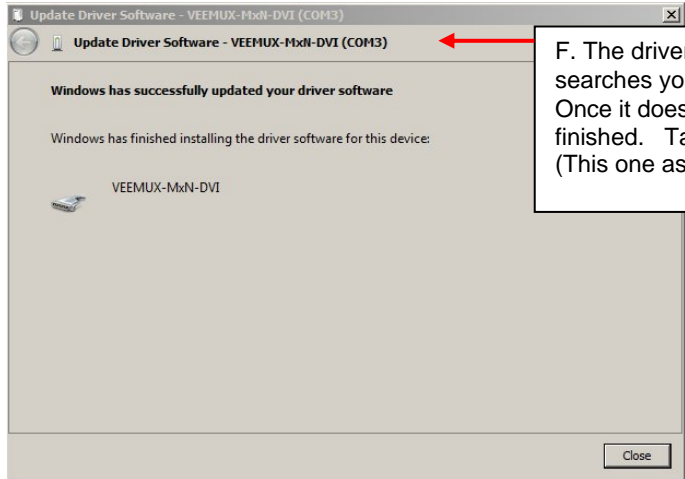 Update Driver Software - VEEMUX-MxN-DVI (COM3)
Update Driver Software - VEEMUX-MxN-DVI (COM3)
Windows has successfully updated your driver software
Windows has finished installing the driver software for this device:
VEEMUX-MxN-DVI
Close
F. The driver
searches yo
Once it does
finished. Ta
(This one as